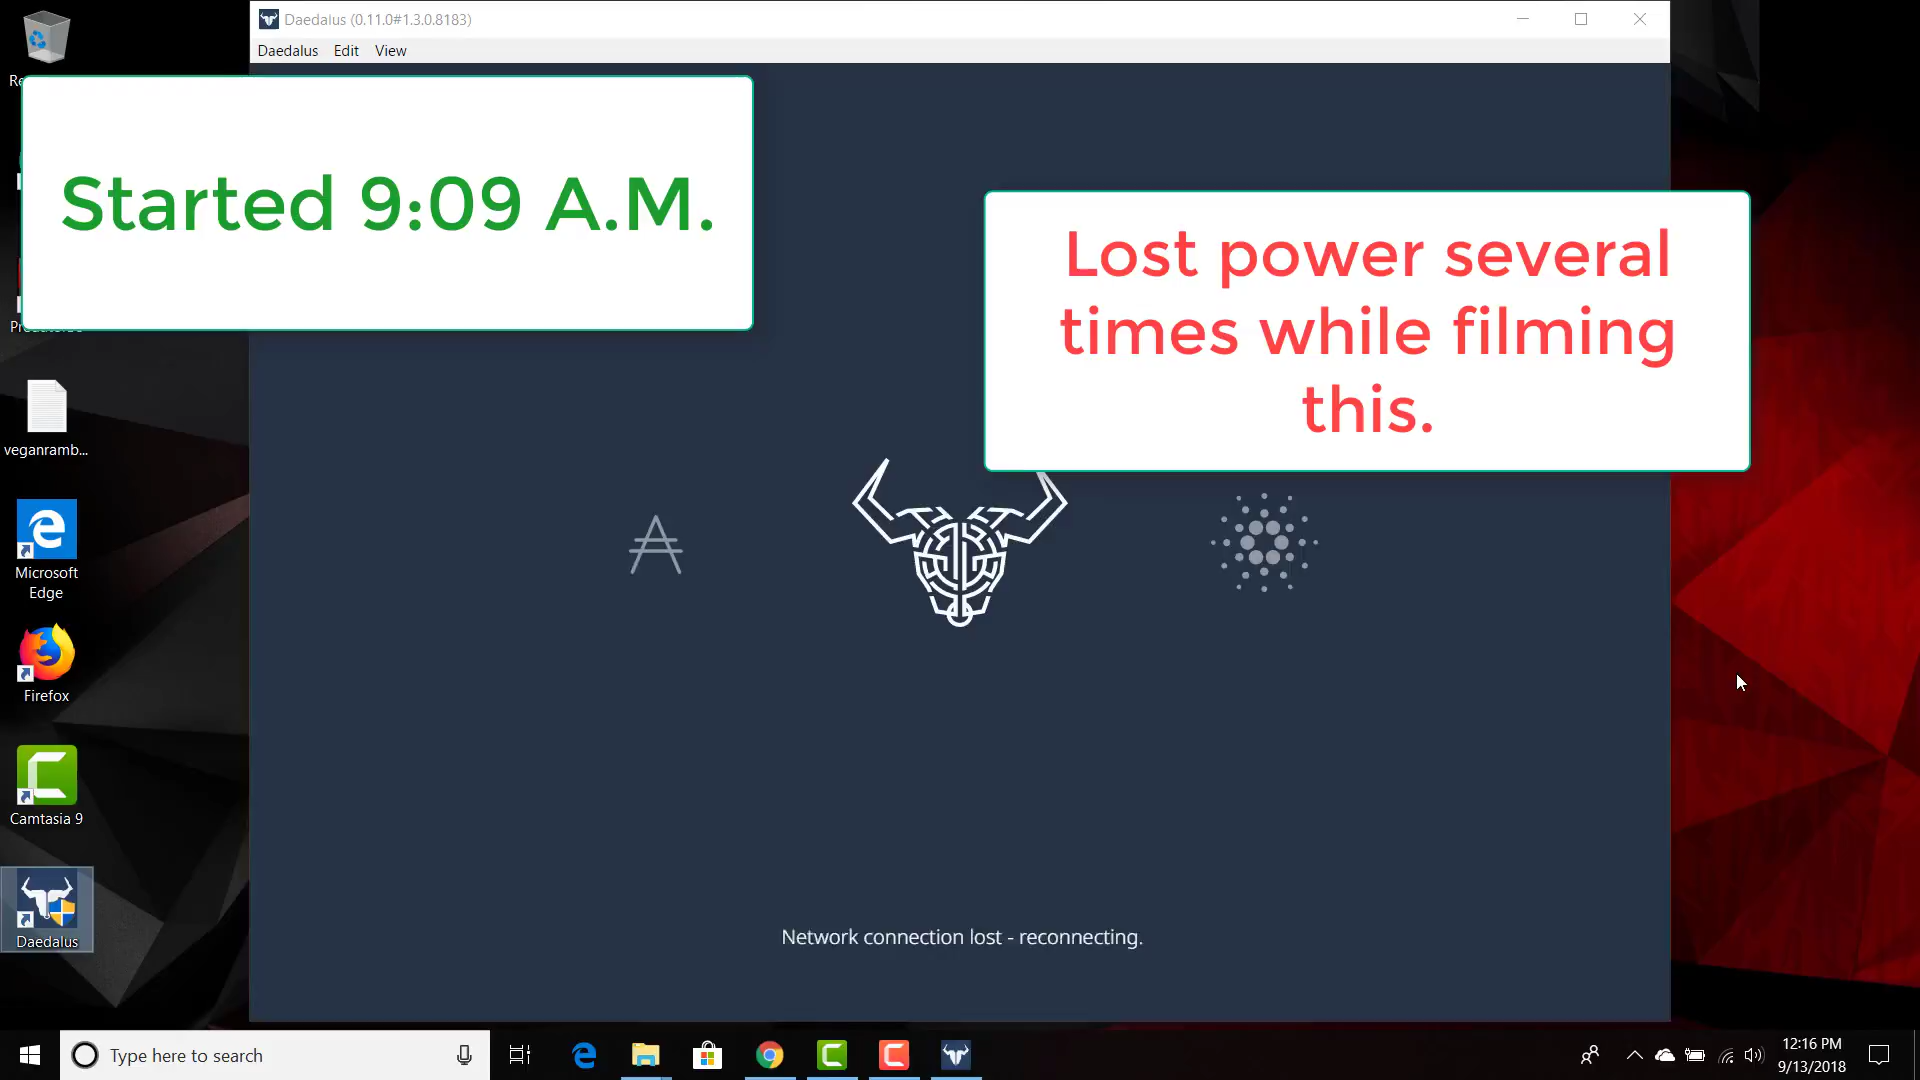 Daedalus (0.11.0#1.3.0.8183)
Daedalus Edit View
Started 9:09 A.M.
Lost power several
times while filming
this.
veganramb...
Microsoft
Edge
Firefox
Camtasia 9
Daedalus
Network connection lost - reconnecting.
Type here to search
12:16 PM
9/13/2018